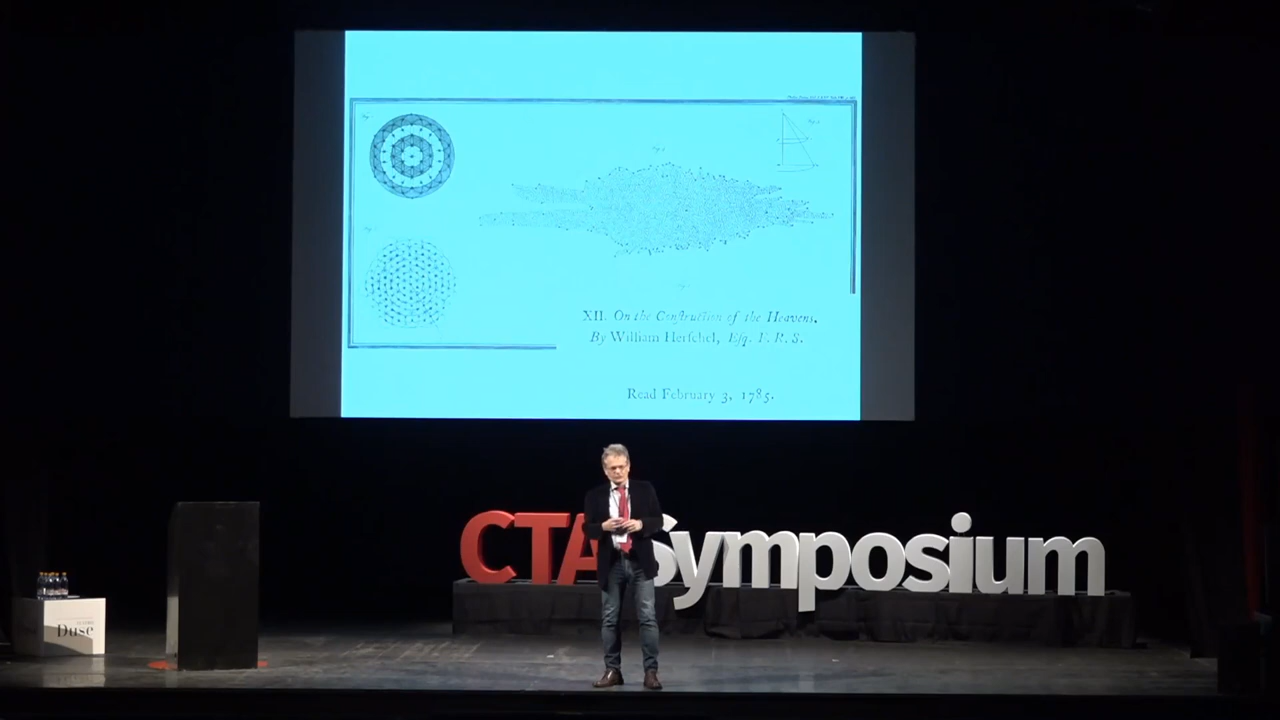 XII. On the Conſtruction of the Heavens.
By William Herſchel, Eſq. F. R. S.
Read February 3, 1785.
CTA Symposium
Duse